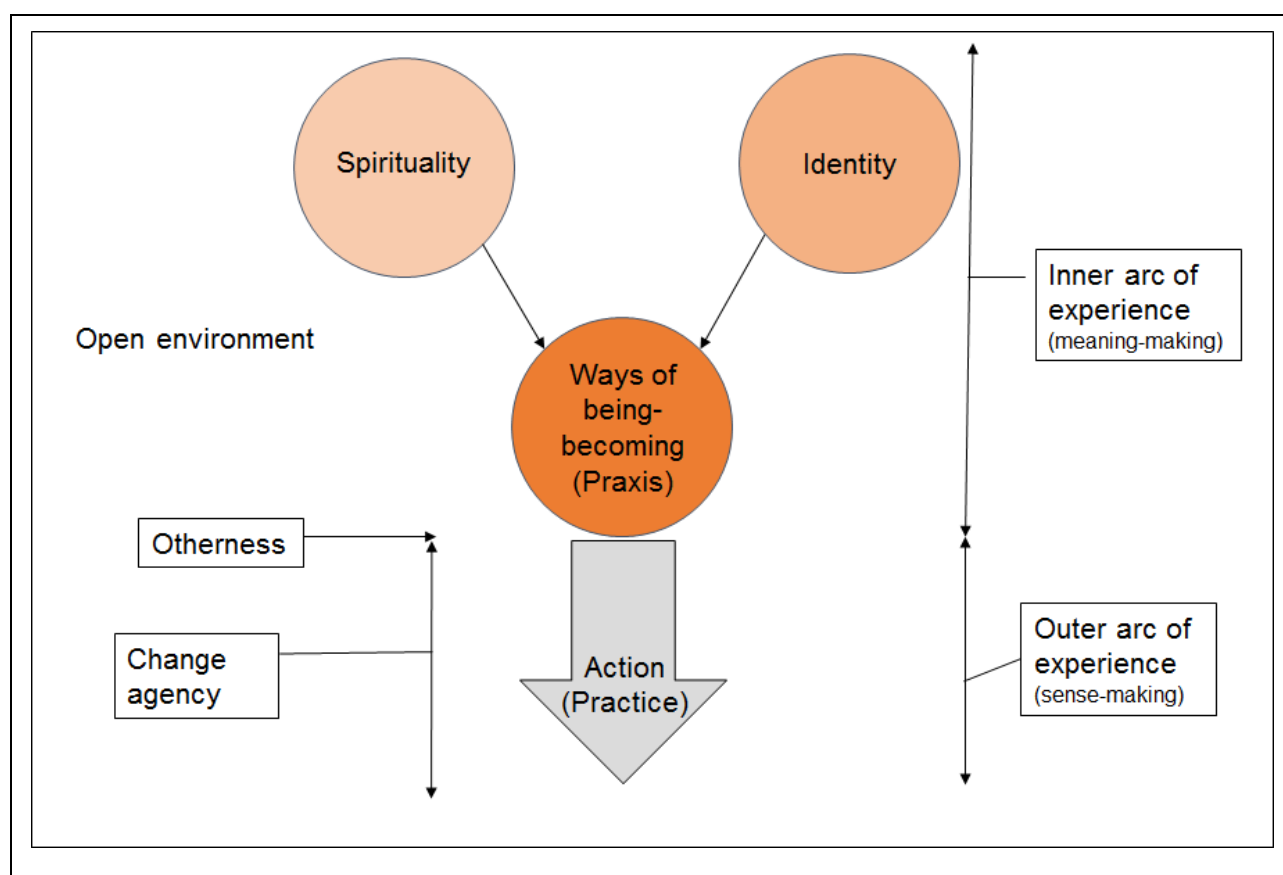 Spirituality
Identity
Inner arc of
experience
(meaning-making)
Open environment
Ways of
being-
becoming
(Praxis)
Otherness
Change
agency
Action
(Practice)
Outer arc of
experience
(sense-making)